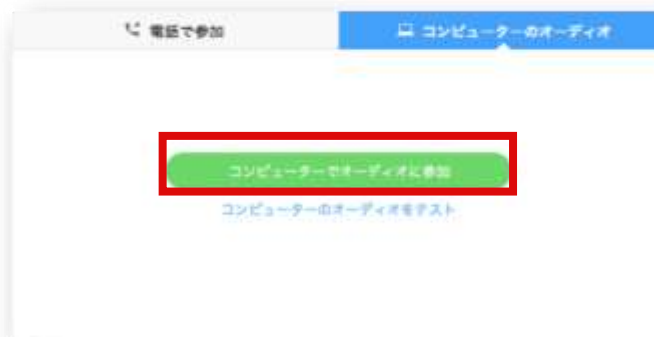 電話で参加
コンピューターのオーディオ
コンピューターでオーディオに参加
コンピューターのオーディオをテスト